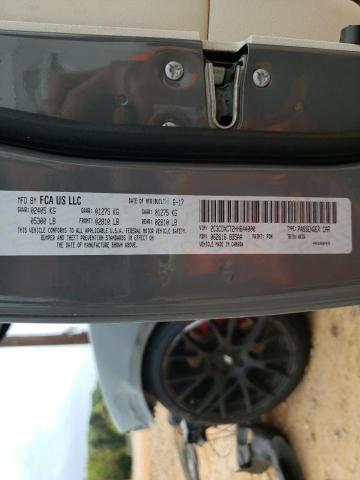 MFD BY FCA US LLC DATE OF MFR(BUILT): 6-17
GVWR: 02405 KG GAWR: 01275 KG GAWR: 01275 KG
05300 LB FRONT: 02810 LB REAR: 02810 LB
THIS VEHICLE CONFORMS TO ALL APPLICABLE U.S.A. FEDERAL MOTOR VEHICLE SAFETY,
BUMPER AND THEFT PREVENTION STANDARDS IN EFFECT ON
THE DATE OF MANUFACTURE SHOWN ABOVE.
TYPE: PASSENGER CAR
MADE IN CANADA PAINT: PDN